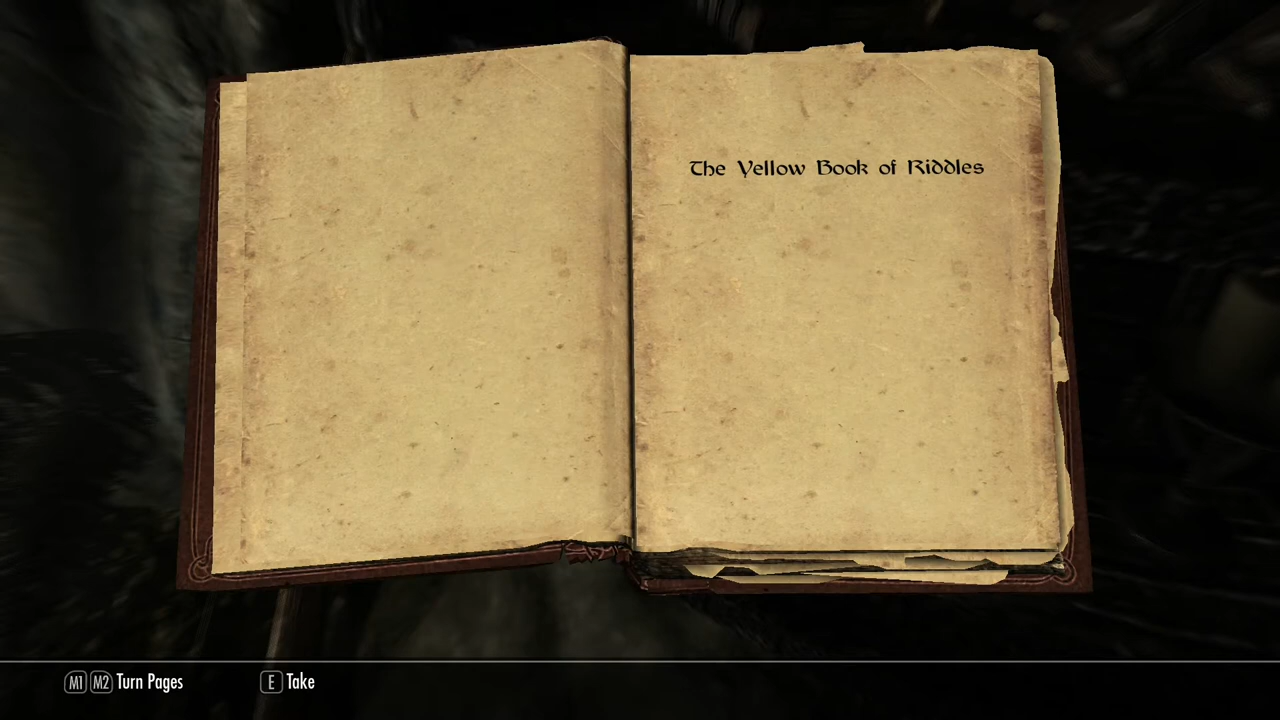 The Yellow Book of Riddles
M1 M2 Turn Pages
E Take